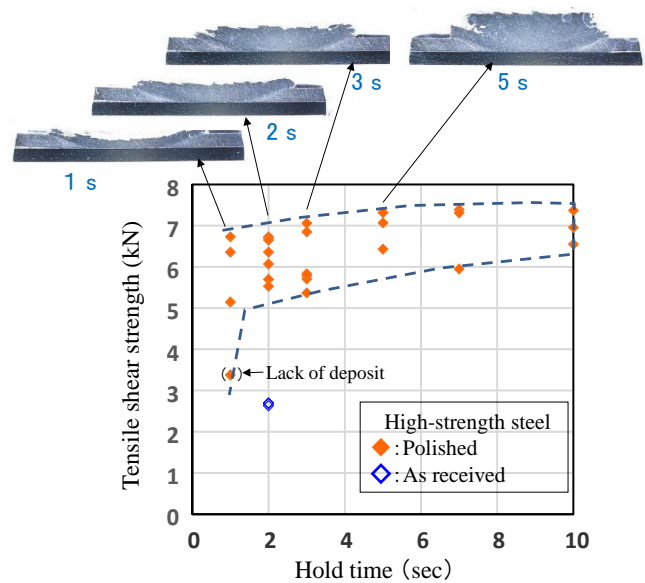 3 s
5 s
2 s
1 s
8
7
6
5
4
3
2
1
0
Tensile shear strength (kN)
( ) Lack of deposit
High-strength steel
: Polished
: As received
0
2
4
6
8
10
Hold time (sec)